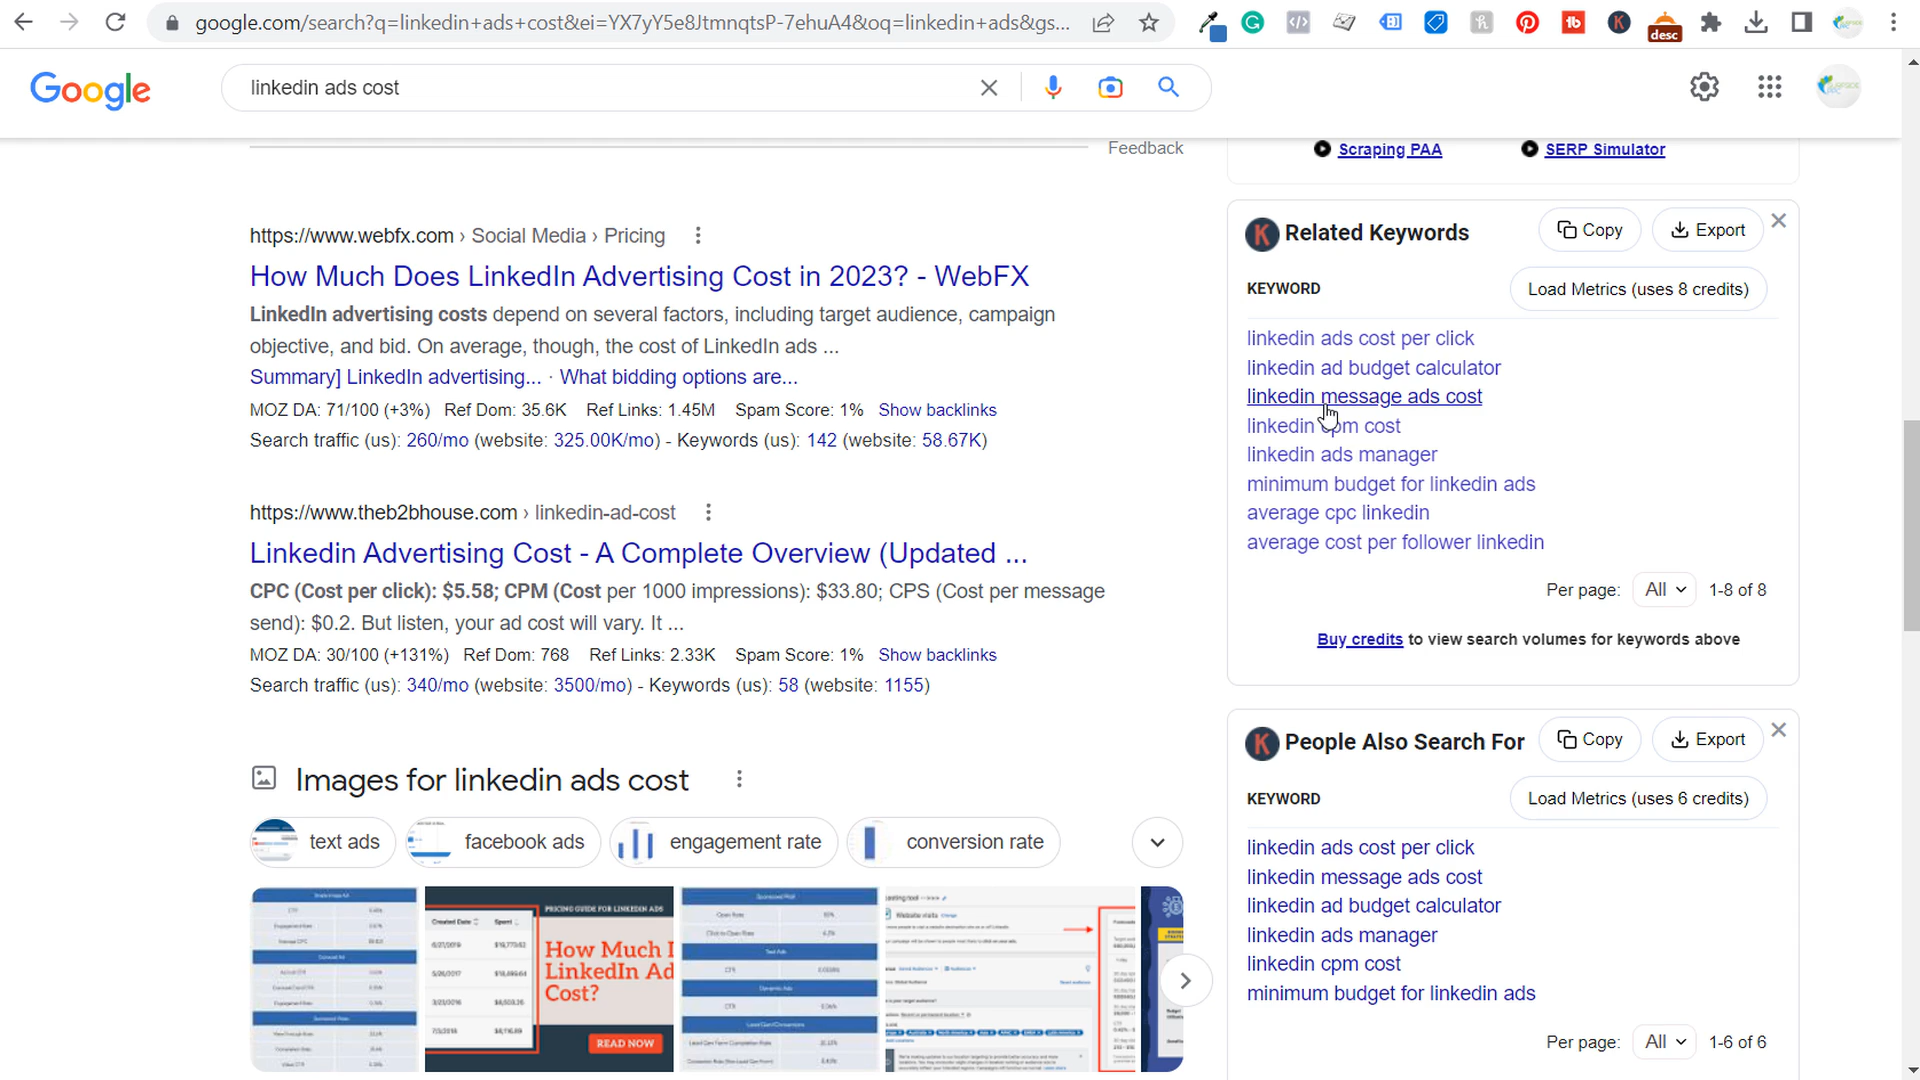 google.com/search?q=linkedin+ads+cost&ei=YX7yY5e8JtmnqtsP-7ehuA4&oq=linkedin+ads&gs...
desc
Google
linkedin ads cost
Feedback
Scraping PAA
SERP Simulator
https://www.webfx.com › Social Media › Pricing
How Much Does LinkedIn Advertising Cost in 2023? - WebFX
LinkedIn advertising costs depend on several factors, including target audience, campaign
objective, and bid. On average, though, the cost of LinkedIn ads ...
Summary] LinkedIn advertising... · What bidding options are...
MOZ DA: 71/100 (+3%) Ref Dom: 35.6K Ref Links: 1.45M Spam Score: 1% Show backlinks
Search traffic (us): 260/mo (website: 325.00K/mo) - Keywords (us): 142 (website: 58.67K)
https://www.theb2bhouse.com › linkedin-ad-cost
Linkedin Advertising Cost - A Complete Overview (Updated ...
CPC (Cost per click): $5.58; CPM (Cost per 1000 impressions): $33.80; CPS (Cost per message
send): $0.2. But listen, your ad cost will vary. It ...
MOZ DA: 30/100 (+131%) Ref Dom: 768 Ref Links: 2.33K Spam Score: 1% Show backlinks
Search traffic (us): 340/mo (website: 3500/mo) - Keywords (us): 58 (website: 1155)
Images for linkedin ads cost
text ads
facebook ads
engagement rate
conversion rate
Created Date
Spent
PRICING GUIDE FOR LINKEDIN ADS
How Much
LinkedIn Ad
Cost?
READ NOW
K Related Keywords
Copy
Export
KEYWORD
Load Metrics (uses 8 credits)
linkedin ads cost per click
linkedin ad budget calculator
linkedin message ads cost
linkedin cpm cost
linkedin ads manager
minimum budget for linkedin ads
average cpc linkedin
average cost per follower linkedin
Per page: All 1-8 of 8
Buy credits to view search volumes for keywords above
K People Also Search For
Copy
Export
KEYWORD
Load Metrics (uses 6 credits)
linkedin ads cost per click
linkedin message ads cost
linkedin ad budget calculator
linkedin ads manager
linkedin cpm cost
minimum budget for linkedin ads
Per page: All 1-6 of 6